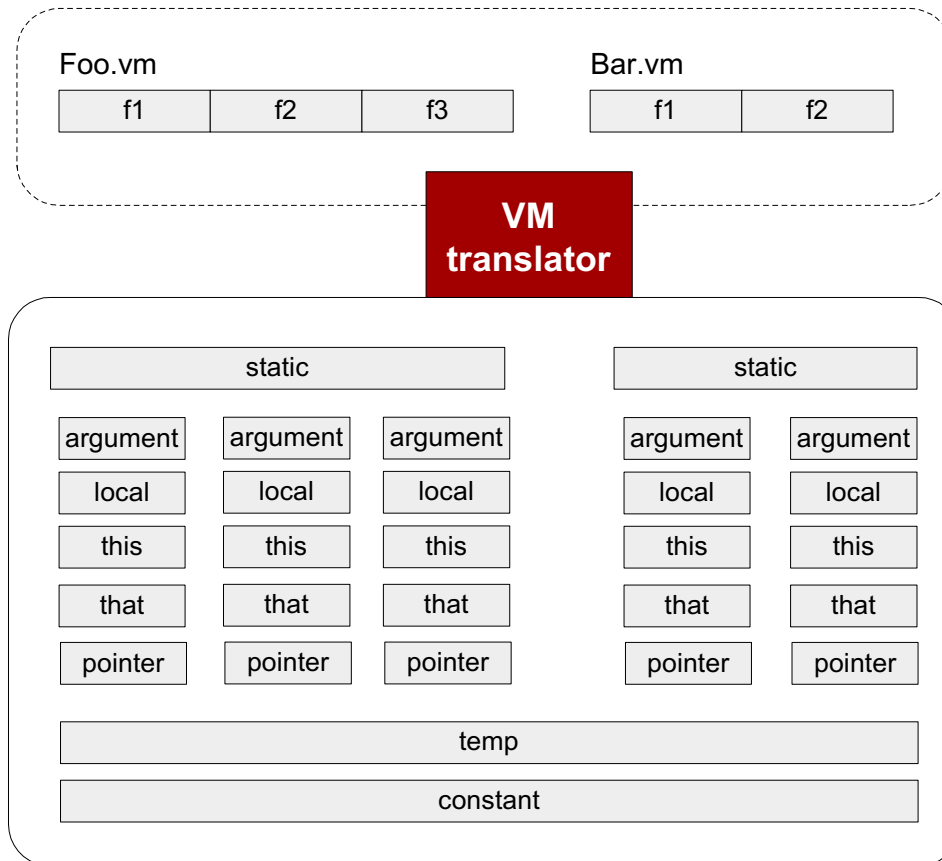 Foo.vm Bar.vm
f1 f2 f3 f1 f2
VM
translator
static static
argument argument argument argument argument
local local local local local
this this this this this
that that that that that
pointer pointer pointer pointer pointer
temp
constant